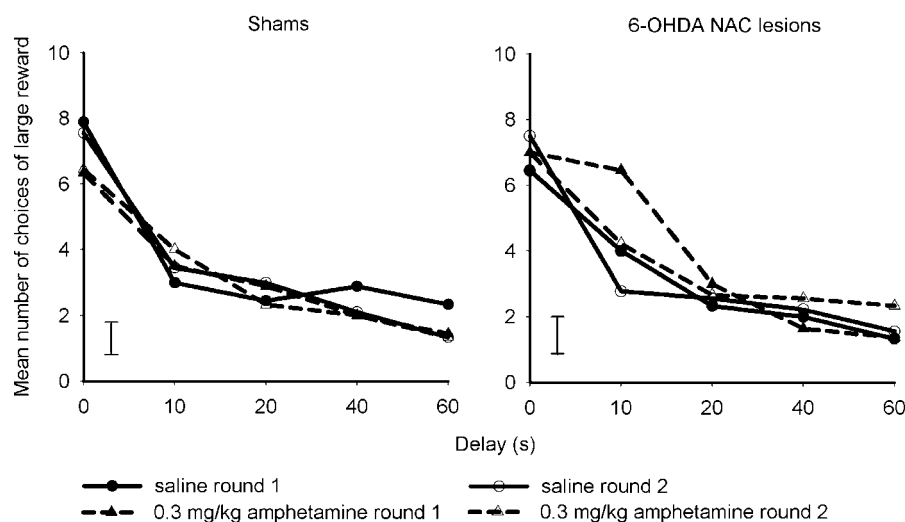 Shams
6-OHDA NAC lesions
Mean number of choices of large reward
10
8
6
4
2
0
0 10 20 40 60
10
8
6
4
2
0
0 10 20 40 60
Delay (s)
saline round 1
saline round 2
0.3 mg/kg amphetamine round 1
0.3 mg/kg amphetamine round 2